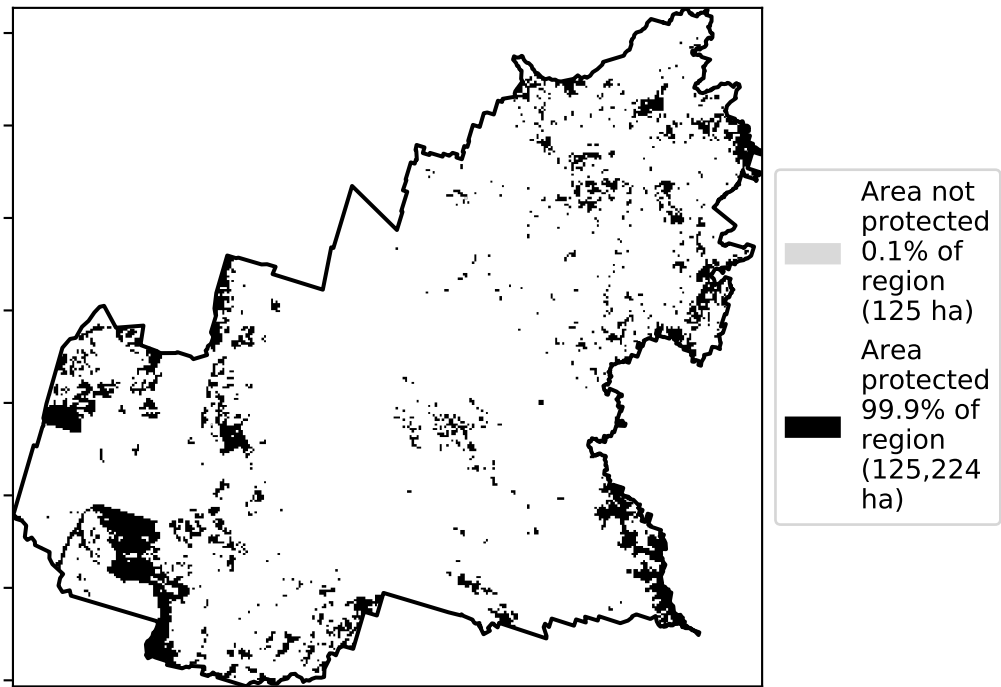 Area not
protected
0.1% of
region
(125 ha)
Area
protected
99.9% of
region
(125,224
ha)